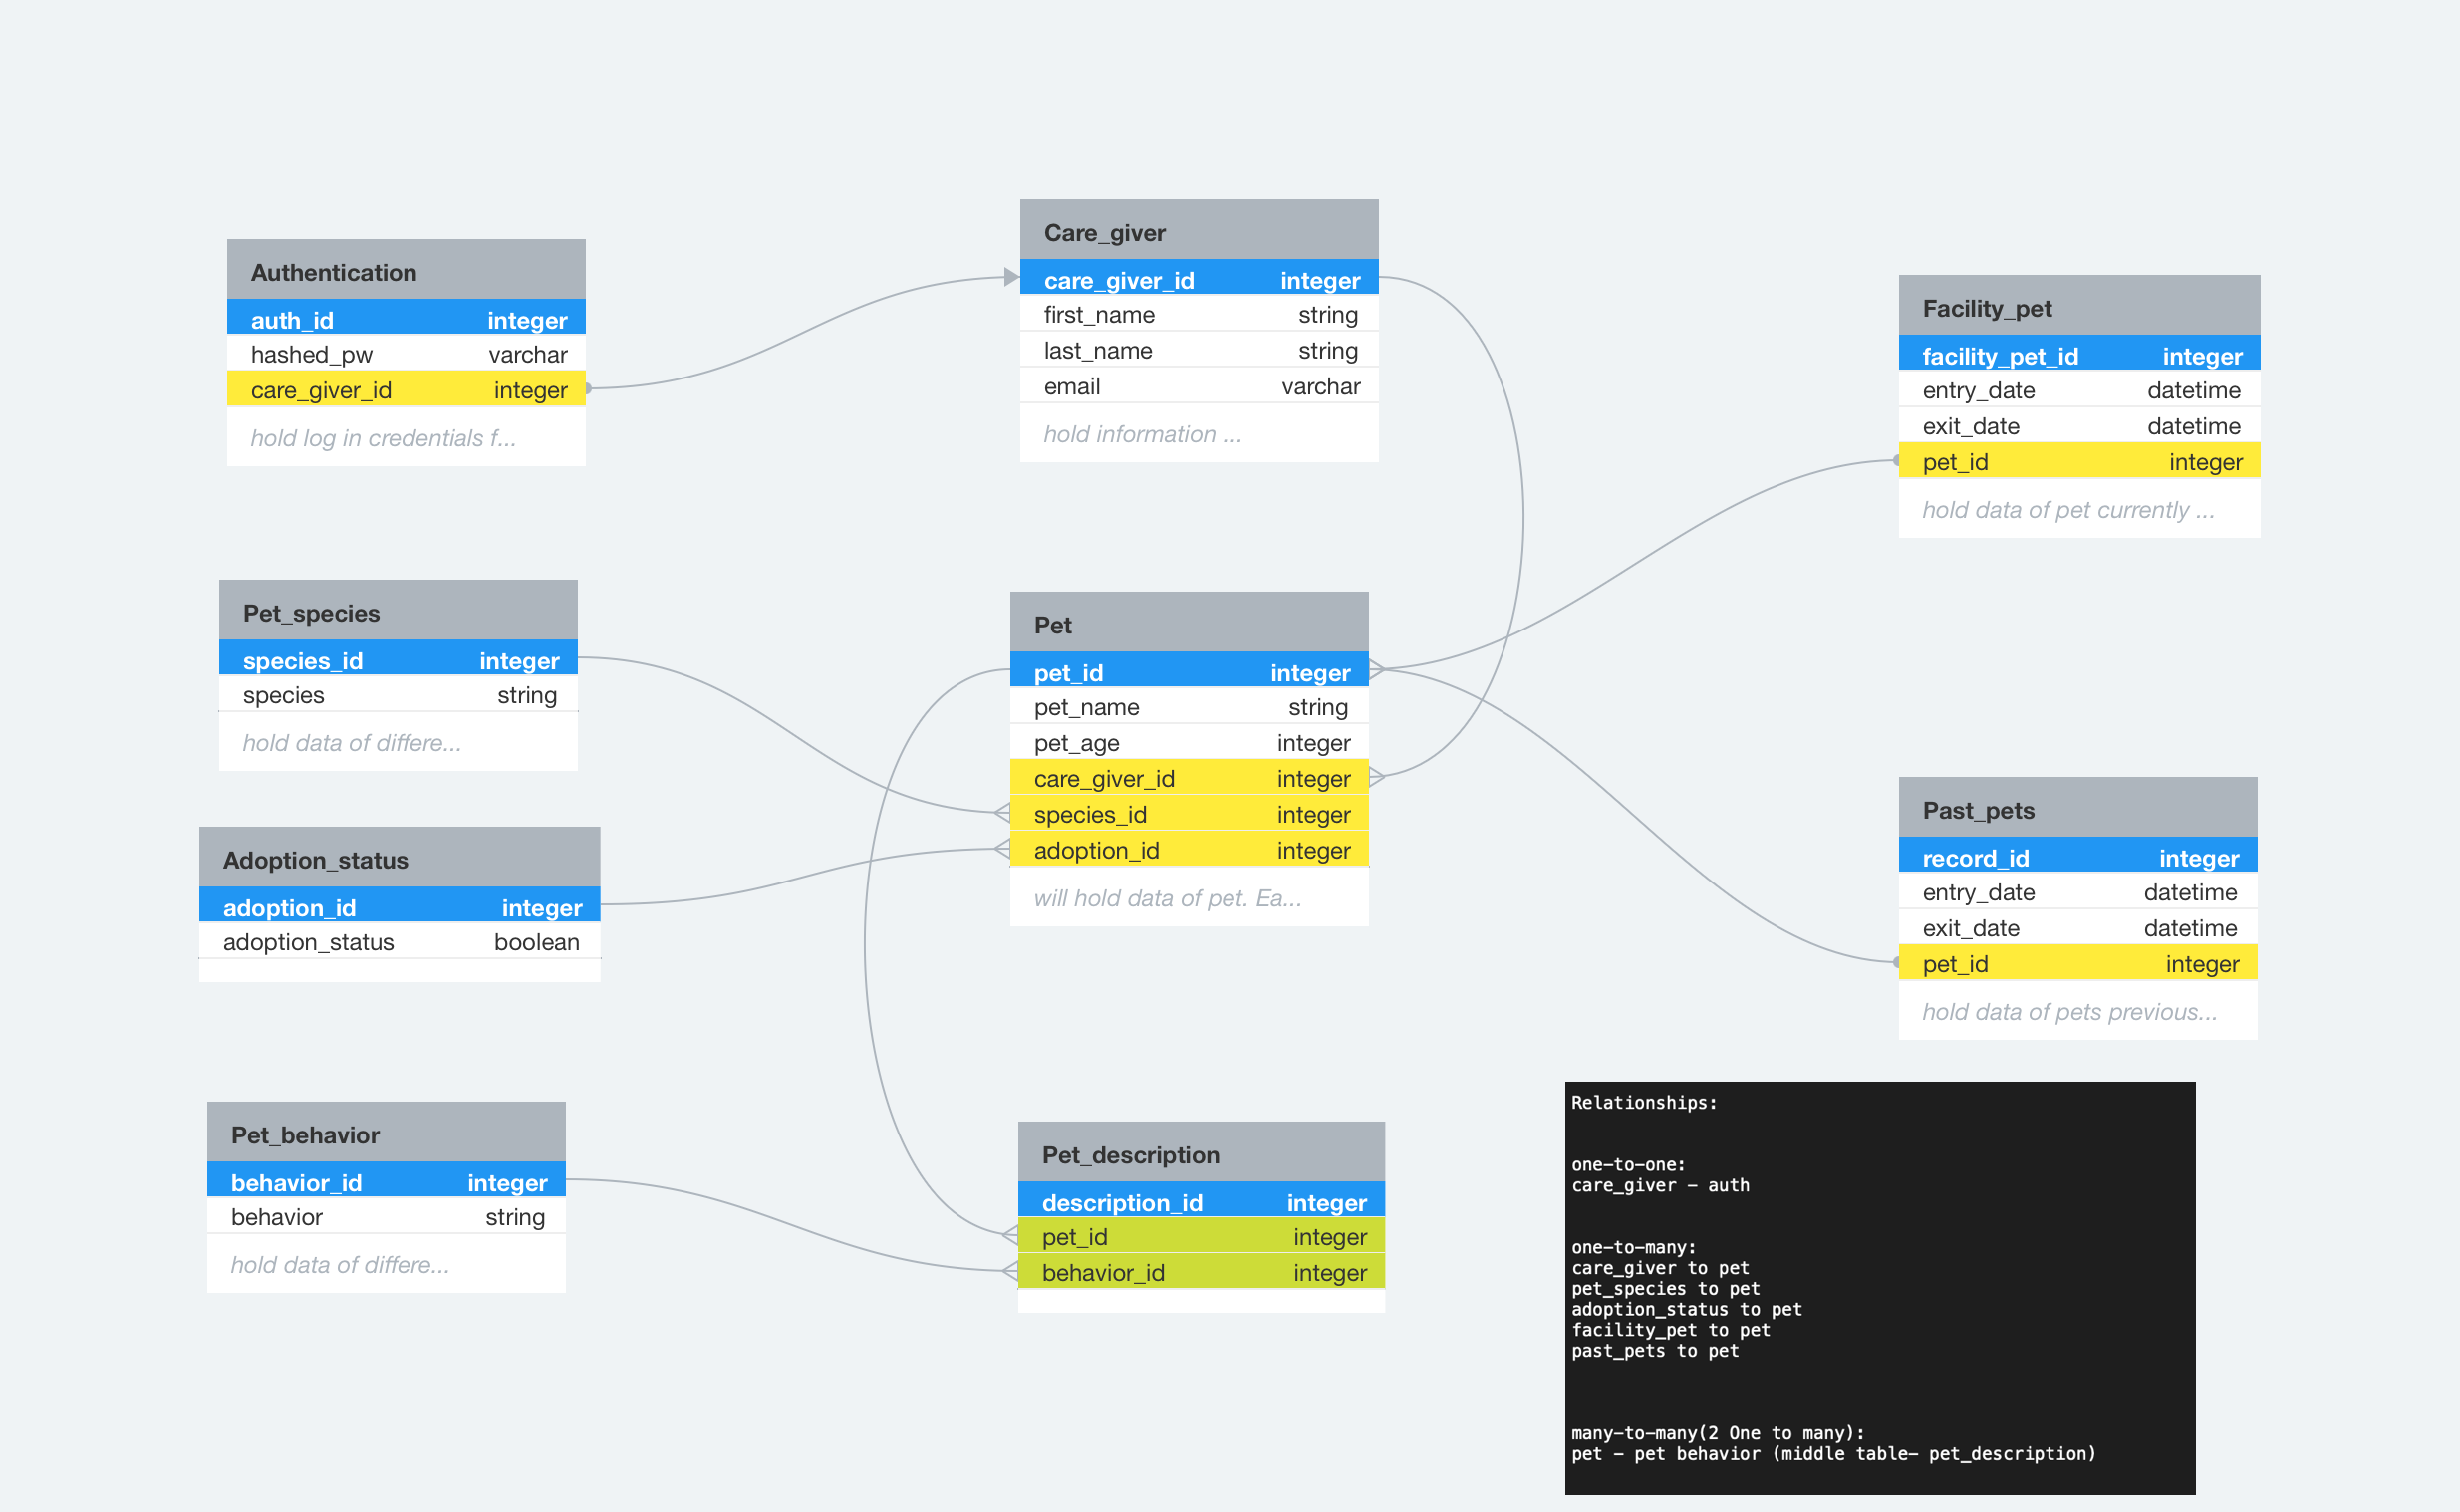 Authentication
auth_id integer
hashed_pw varchar
care_giver_id integer
hold log in credentials f...
Care_giver
care_giver_id integer
first_name string
last_name string
email varchar
hold information ...
Facility_pet
facility_pet_id integer
entry_date datetime
exit_date datetime
pet_id integer
hold data of pet currently ...
Pet_species
species_id integer
species string
hold data of differe...
Pet
pet_id integer
pet_name string
pet_age integer
care_giver_id integer
species_id integer
adoption_id integer
will hold data of pet. Ea...
Past_pets
record_id integer
entry_date datetime
exit_date datetime
pet_id integer
hold data of pets previous...
Adoption_status
adoption_id integer
adoption_status boolean
Pet_behavior
behavior_id integer
behavior string
hold data of differe...
Pet_description
description_id integer
pet_id integer
behavior_id integer
Relationships:
one-to-one:
care_giver - auth
one-to-many:
care_giver to pet
pet_species to pet
adoption_status to pet
facility_pet to pet
past_pets to pet
many-to-many(2 One to many):
pet - pet behavior (middle table- pet_description)